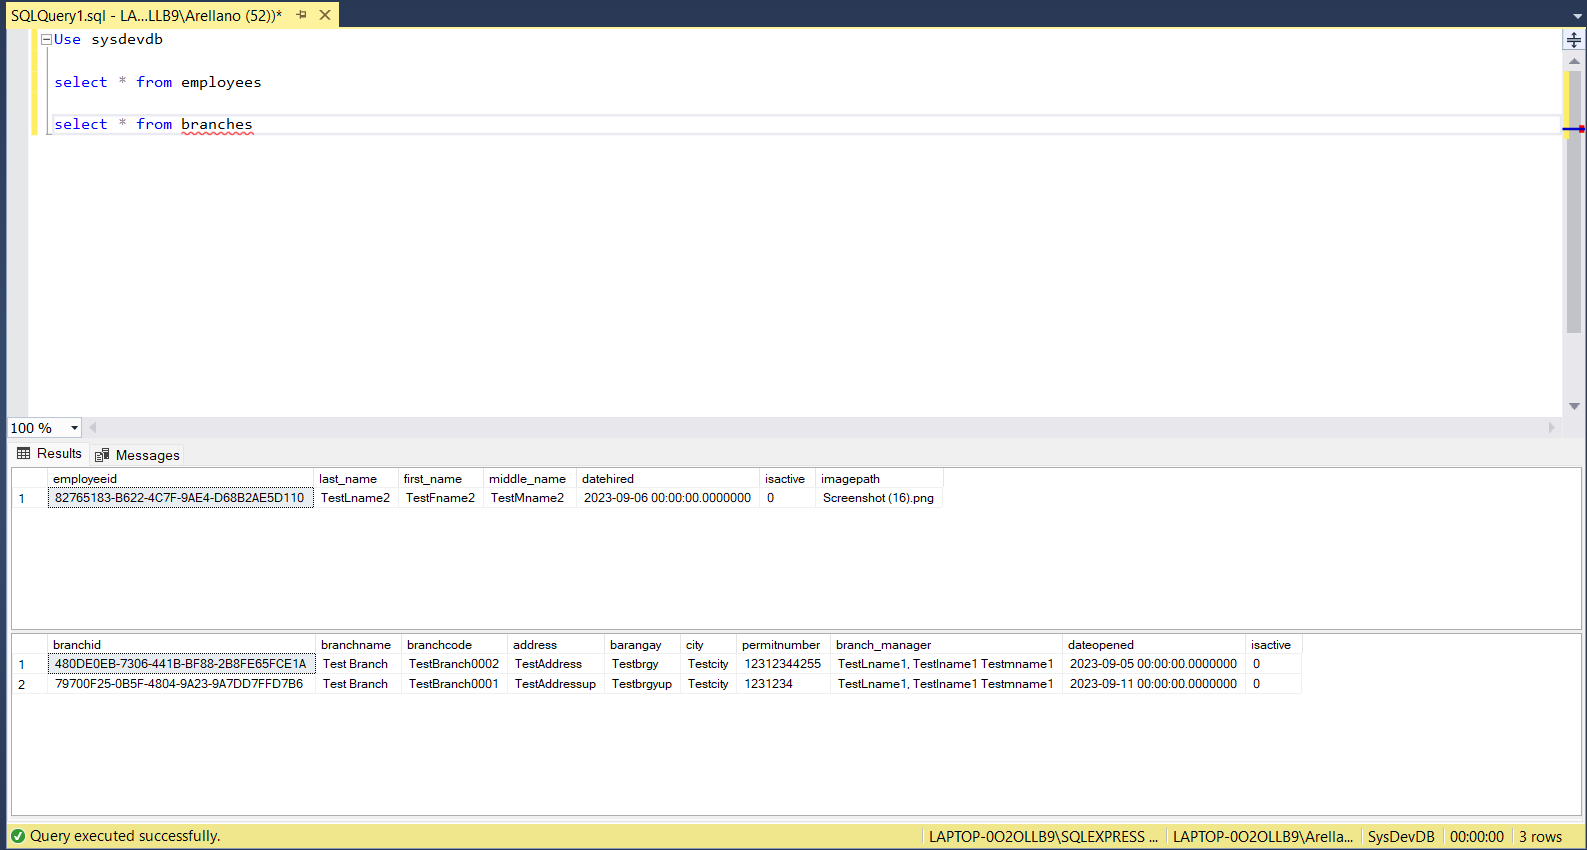 SQLQuery1.sql - LA...LLB9\Arellano (52))*
Use sysdevdb
select * from employees
select * from branches
100 %
Results Messages
employeeid last_name first_name middle_name datehired isactive imagepath
1 82765183-B622-4C7F-9AE4-D68B2AE5D110 TestLname2 TestFname2 TestMname2 2023-09-06 00:00:00.0000000 0 Screenshot (16).png
branchid branchname branchcode address barangay city permitnumber branch_manager dateopened isactive
1 480DE0EB-7306-441B-BF88-2B8FE65FCE1A Test Branch TestBranch0002 TestAddress Testbrgy Testcity 12312344255 TestLname1, Testlname1 Testmname1 2023-09-05 00:00:00.0000000 0
2 79700F25-0B5F-4804-9A23-9A7DD7FFD7B6 Test Branch TestBranch0001 TestAddressup Testbrgyup Testcity 1231234 TestLname1, Testlname1 Testmname1 2023-09-11 00:00:00.0000000 0
Query executed successfully. LAPTOP-0O2OLLB9\SQLEXPRESS ... LAPTOP-0O2OLLB9\Arella... SysDevDB 00:00:00 3 rows